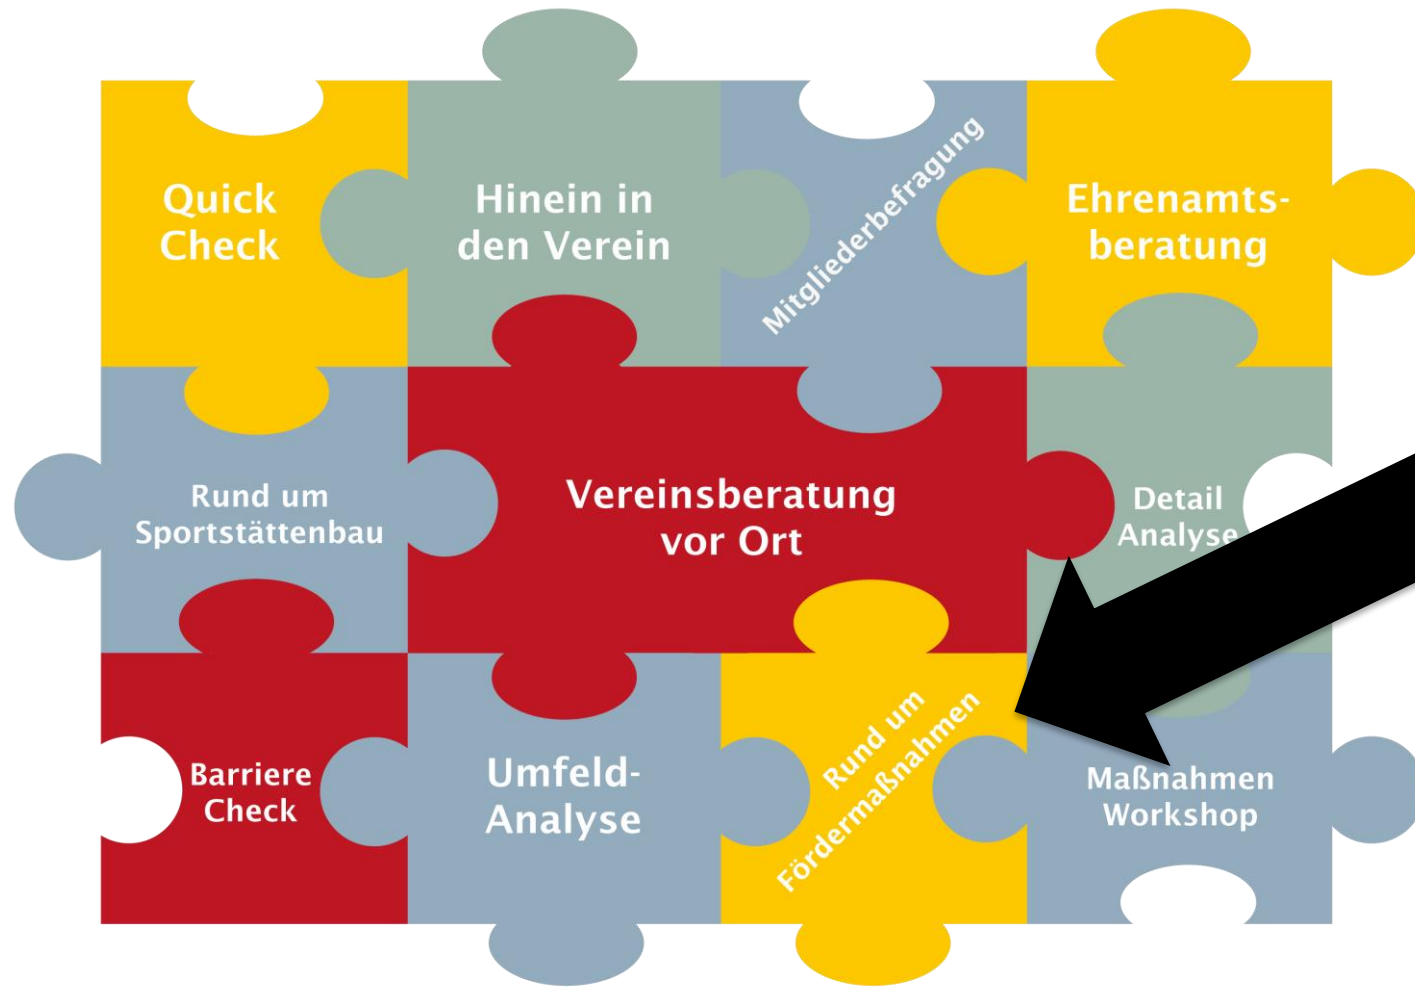 Quick
Check
Hinein in
den Verein
Mitgliederbefragung
Ehrenamts-
beratung
Rund um
Sportstättenbau
Vereinsberatung
vor Ort
Detail
Analyse
Barriere
Check
Umfeld-
Analyse
Rund um
Fördermaßnahmen
Maßnahmen
Workshop